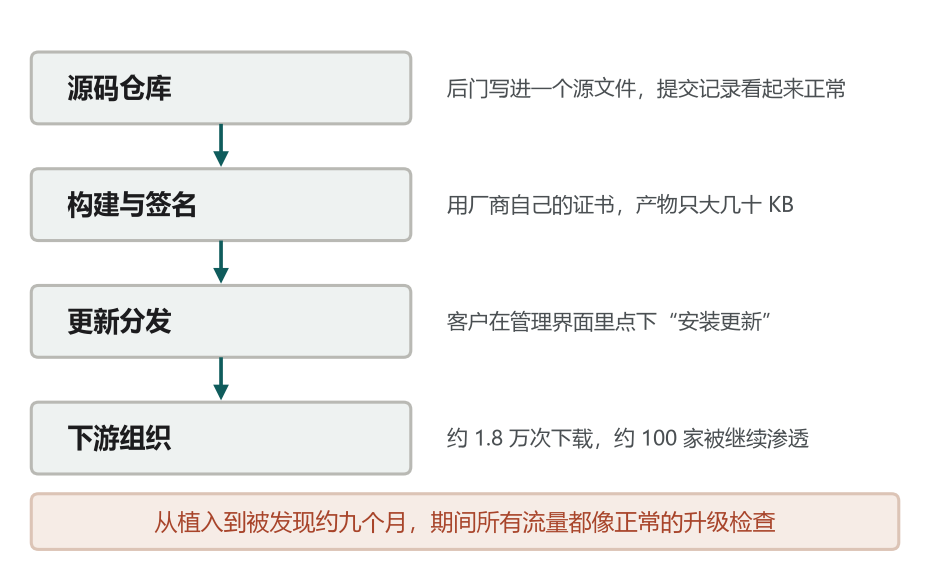 源码仓库
后门写进一个源文件，提交记录看起来正常
构建与签名
用厂商自己的证书，产物只大几十 KB
更新分发
客户在管理界面里点下“安装更新”
下游组织
约 1.8 万次下载，约 100 家被继续渗透
从植入到被发现约九个月，期间所有流量都像正常的升级检查